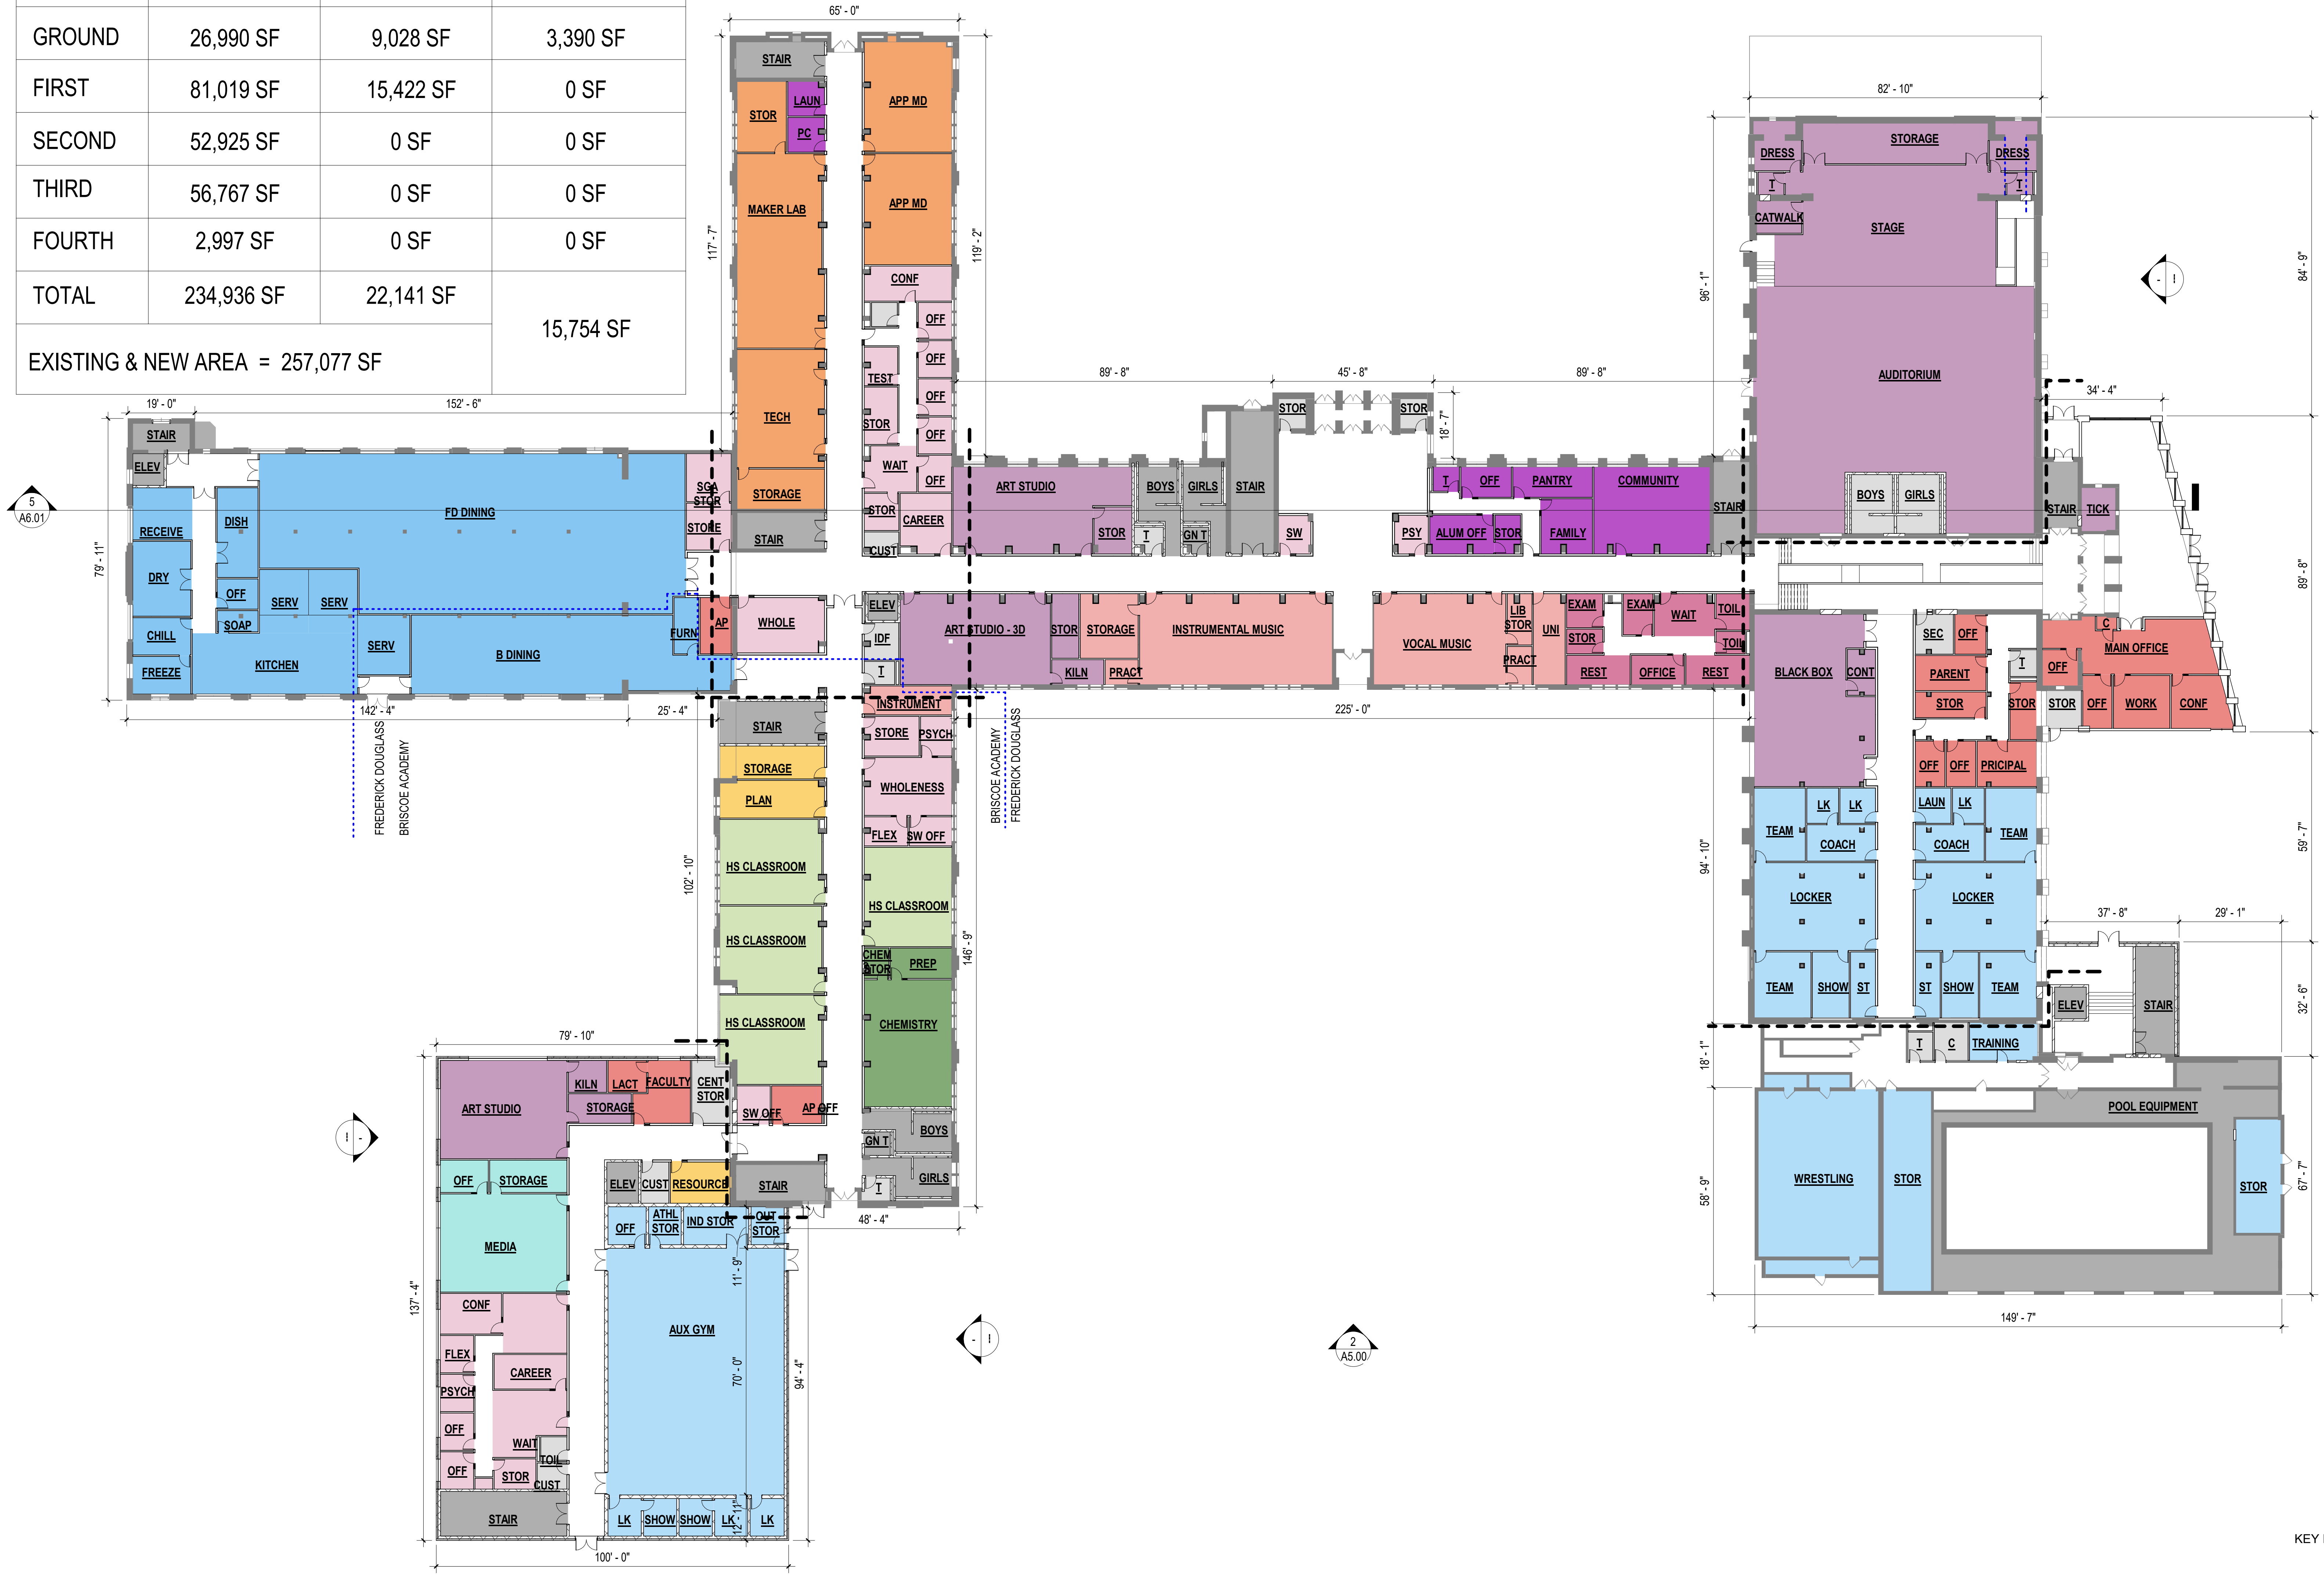 GROUND 26,990 SF 9,028 SF 3,390 SF
FIRST 81,019 SF 15,422 SF 0 SF
SECOND 52,925 SF 0 SF 0 SF
THIRD 56,767 SF 0 SF 0 SF
FOURTH 2,997 SF 0 SF 0 SF
TOTAL 234,936 SF 22,141 SF
15,754 SF
EXISTING & NEW AREA = 257,077 SF
65' - 0"
117' - 7"
119' - 2"
STAIR
STOR
LAUN
PC
APP MD
MAKER LAB
APP MD
CONF
OFF
OFF
TEST
OFF
STOR
OFF
TECH
WAIT
OFF
STORAGE
STOR
CAREER
STAIR
CUST
19' - 0"
152' - 6"
79' - 11"
5
A6.01
STAIR
ELEV
RECEIVE
DISH
FD DINING
SGA
STOR
STORE
DRY
OFF
SERV
SERV
SOAP
CHILL
FREEZE
KITCHEN
SERV
B DINING
FURN
AP
WHOLE
142' - 4"
25' - 4"
FREDERICK DOUGLASS
BRISCOE ACADEMY
89' - 8"
45' - 8"
89' - 8"
18' - 7"
STOR
STOR
ART STUDIO
STOR
BOYS
GIRLS
T
GN T
STAIR
SW
PSY
T
OFF
PANTRY
COMMUNITY
ALUM OFF
STOR
FAMILY
STAIR
ELEV
IDF
T
ART STUDIO - 3D
STOR
STORAGE
KILN
PRACT
INSTRUMENTAL MUSIC
VOCAL MUSIC
LIB
STOR
PRACT
UNI
EXAM
STOR
EXAM
WAIT
TOIL
TOIL
REST
OFFICE
REST
225' - 0"
BRISCOE ACADEMY
FREDERICK DOUGLASS
82' - 10"
96' - 1"
84' - 9"
STORAGE
DRESS
DRESS
T
T
CATWALK
STAGE
AUDITORIUM
BOYS
GIRLS
34' - 4"
STAIR
TICK
89' - 8"
BLACK BOX
CONT
SEC
OFF
PARENT
T
STOR
STOR
OFF
C
MAIN OFFICE
STOR
OFF
WORK
CONF
OFF
OFF
PRICIPAL
94' - 10"
59' - 7"
TEAM
LK
LK
COACH
LAUN
LK
COACH
TEAM
LOCKER
LOCKER
TEAM
SHOW
ST
ST
SHOW
TEAM
37' - 8"
29' - 1"
32' - 6"
ELEV
STAIR
18' - 1"
T
C
TRAINING
58' - 9"
67' - 7"
WRESTLING
STOR
POOL EQUIPMENT
STOR
149' - 7"
STAIR
STORAGE
PLAN
HS CLASSROOM
HS CLASSROOM
HS CLASSROOM
INSTRUMENT
STORE
PSYCH
WHOLENESS
FLEX
SW OFF
HS CLASSROOM
CHEM
STOR
PREP
CHEMISTRY
102' - 10"
146' - 9"
SW OFF
AP OFF
GN T
BOYS
GIRLS
T
STAIR
48' - 4"
79' - 10"
137' - 4"
ART STUDIO
KILN
LACT
FACULTY
CENT
STOR
STORAGE
OFF
STORAGE
ELEV
CUST
RESOURCE
OFF
ATHL
STOR
IND STOR
OUT
STOR
MEDIA
11' - 9"
CONF
FLEX
CAREER
PSYCH
OFF
WAIT
TOIL
OFF
STOR
CUST
STAIR
AUX GYM
70' - 0"
94' - 4"
12' - 11"
LK
SHOW
SHOW
LK
LK
100' - 0"
2
A5.00
KEY